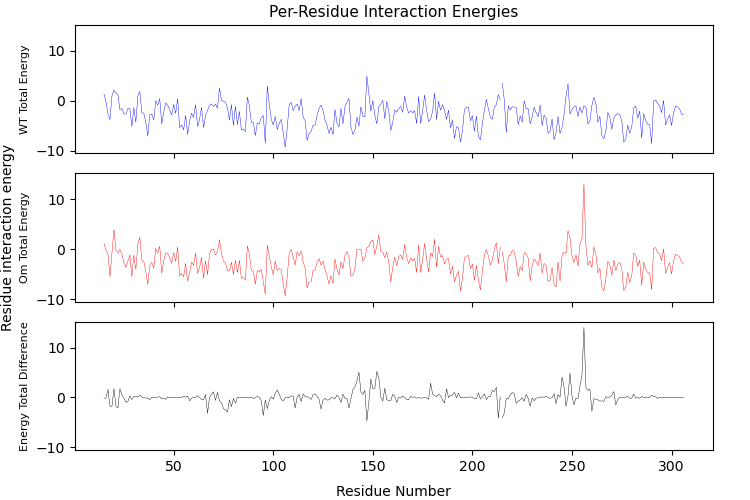 Per-Residue Interaction Energies
WT Total Energy
10
0
−10
Residue interaction energy
Om Total Energy
10
0
−10
Energy Total Difference
10
0
−10
50 100 150 200 250 300
Residue Number